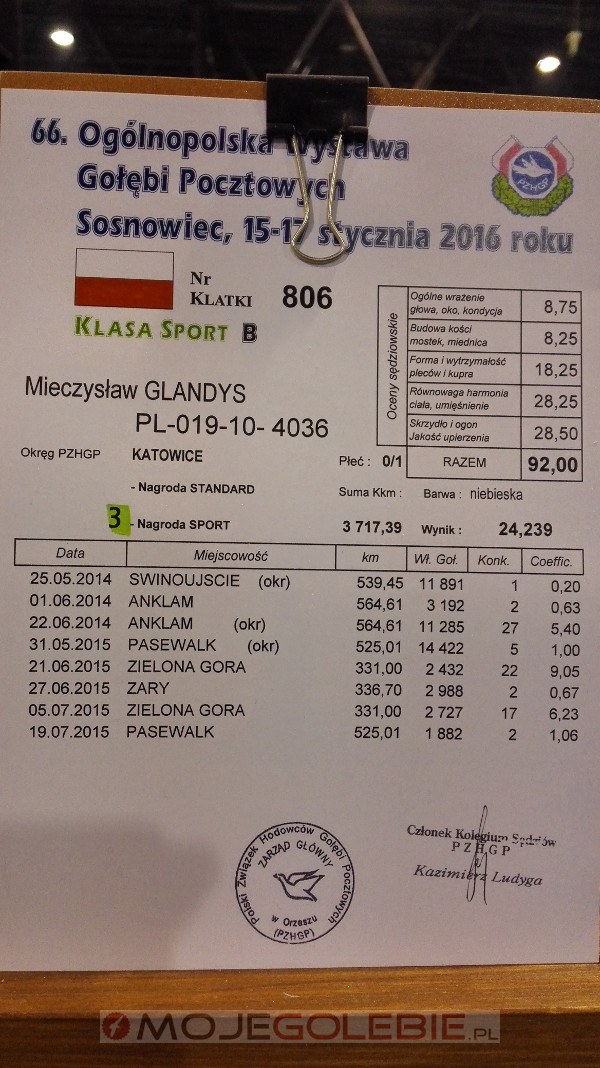 66. Ogólnopolska Wystawa
Gołębi Pocztowych
Sosnowiec, 15-17 stycznia 2016 roku
PZHGP
Nr
KLATKI 806
KLASA SPORT B
Oceny sędziowskie
Ogólne wrażenie
głowa, oko, kondycja 8,75
Budowa kości
mostek, miednica 8,25
Forma i wytrzymałość
pleców i kupra 18,25
Równowaga harmonia
ciała, umięśnienie 28,25
Skrzydło i ogon
Jakość upierzenia 28,50
RAZEM 92,00
Mieczysław GLANDYS
PL-019-10- 4036
Okręg PZHGP KATOWICE Płeć : 0/1
- Nagroda STANDARD Suma Kkm : Barwa : niebieska
3 - Nagroda SPORT 3 717,39 Wynik : 24,239
Data Miejscowość km Wł. Goł. Konk. Coeffic.
25.05.2014 SWINOUJSCIE (okr) 539,45 11 891 1 0,20
01.06.2014 ANKLAM 564,61 3 192 2 0,63
22.06.2014 ANKLAM (okr) 564,61 11 285 27 5,40
31.05.2015 PASEWALK (okr) 525,01 14 422 5 1,00
21.06.2015 ZIELONA GORA 331,00 2 432 22 9,05
27.06.2015 ZARY 336,70 2 988 2 0,67
05.07.2015 ZIELONA GORA 331,00 2 727 17 6,23
19.07.2015 PASEWALK 525,01 1 882 2 1,06
Polski Związek Hodowców Gołębi Pocztowych
ZARZĄD GŁÓWNY
w Orzeszu
(PZHGP)
Członek Kolegium Sędziów
PZHGP
Kazimierz Ludyga
MOJEGOLEBIE.PL